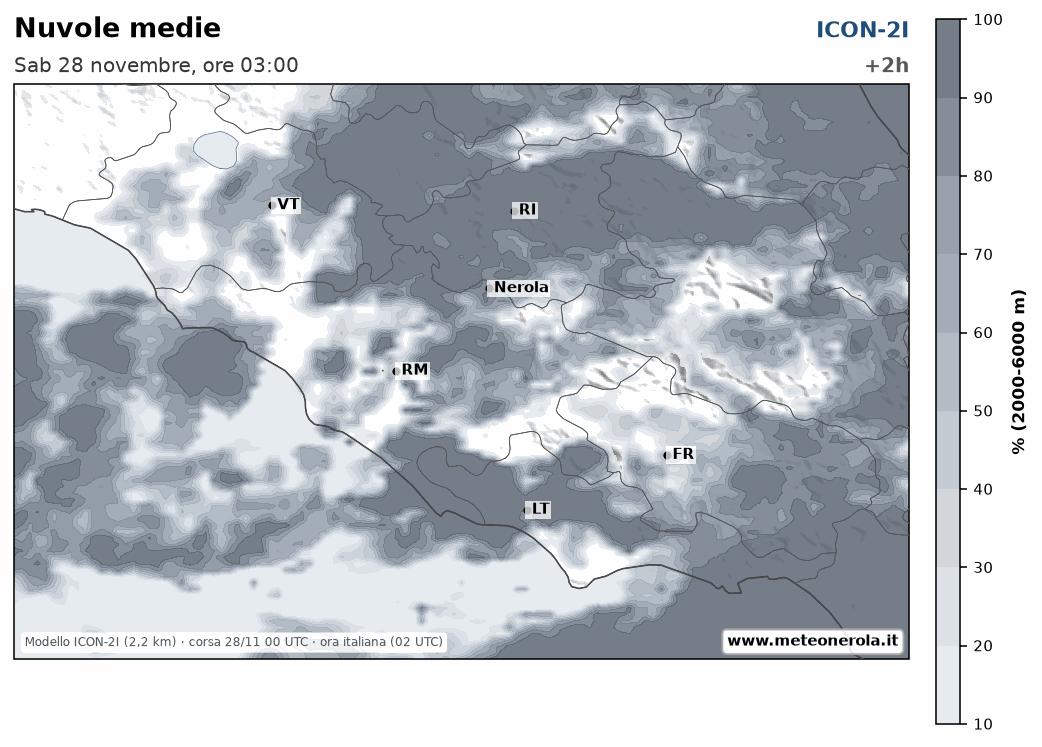 Nuvole medie
ICON-2I
Sab 28 novembre, ore 03:00
+2h
100
90
80
70
60
50
40
30
20
10
% (2000-6000 m)
VT
RI
Nerola
RM
FR
LT
Modello ICON-2I (2,2 km) · corsa 28/11 00 UTC · ora italiana (02 UTC)
www.meteonerola.it